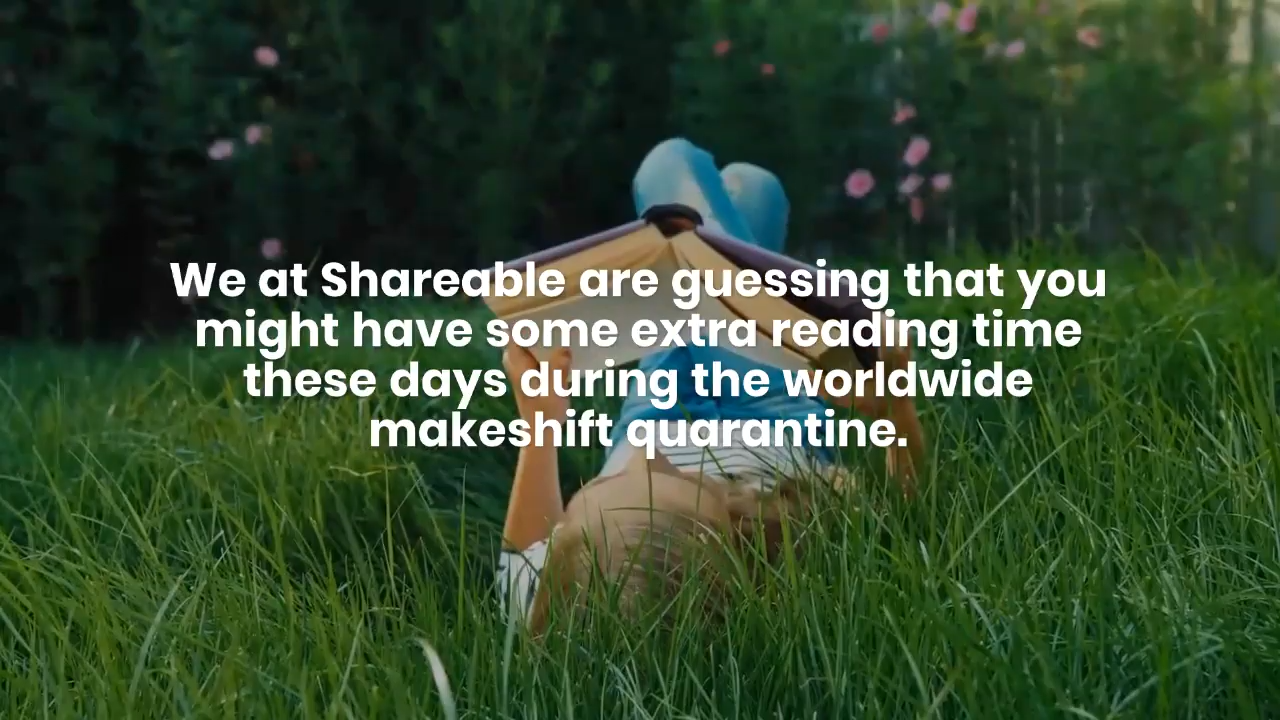 We at Shareable are guessing that you
might have some extra reading time
these days during the worldwide
makeshift quarantine.